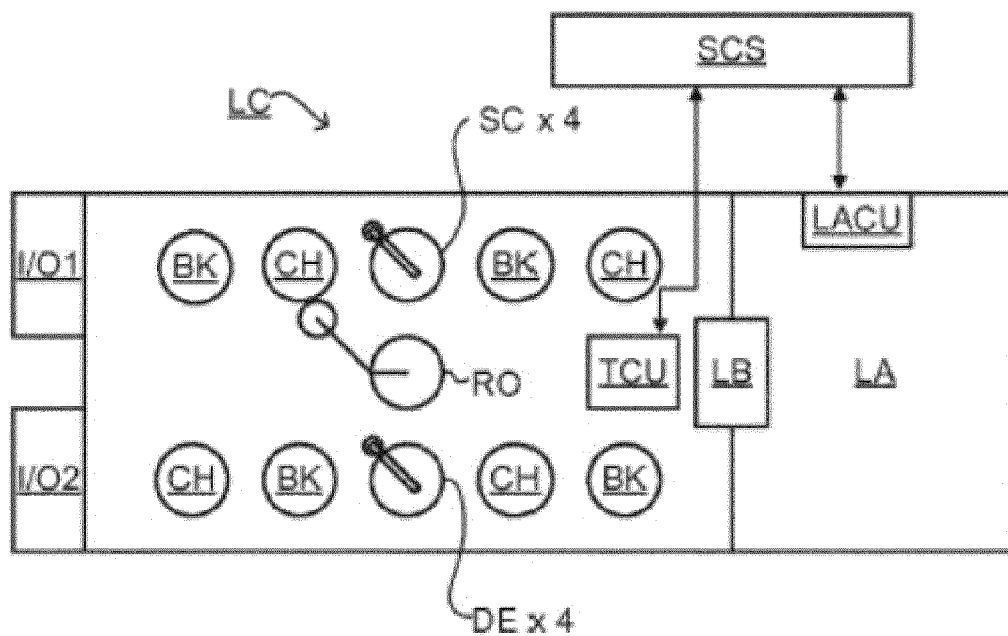 SCS
LC
SC x 4
LACU
I/O1
BK
CH
BK
CH
TCU
LB
LA
RO
I/O2
CH
BK
CH
BK
DE x 4